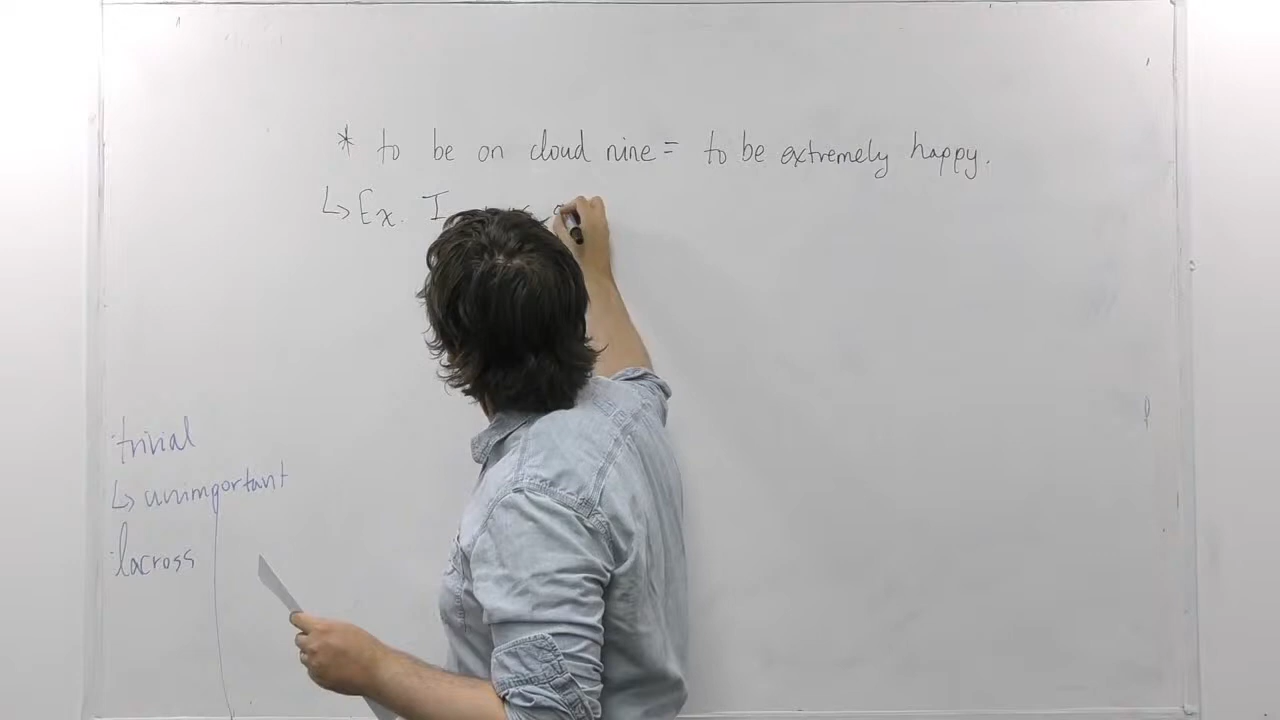 * to be on cloud nine = to be extremely happy.
↳ Ex. I
trivial
↳ unimportant
lacross